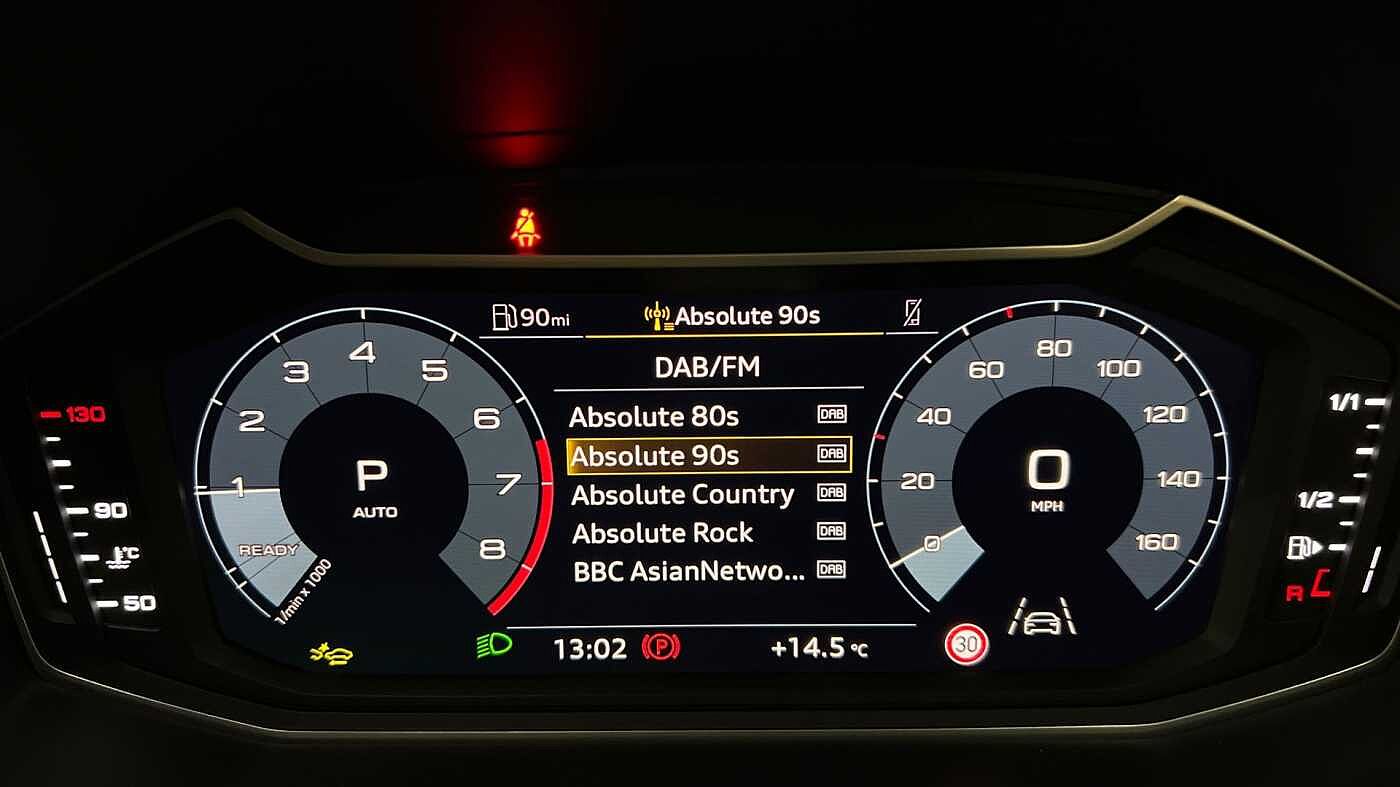 90mi
Absolute 90s
DAB/FM
Absolute 80s DAB
Absolute 90s DAB
Absolute Country DAB
Absolute Rock DAB
BBC AsianNetwo... DAB
1 2 3 4 5 6 7 8
READY
1/min x 1000
P
AUTO
0 20 40 60 80 100 120 140 160
0
MPH
130
90
°C
50
1/1
1/2
R
13:02 P +14.5 °C
30